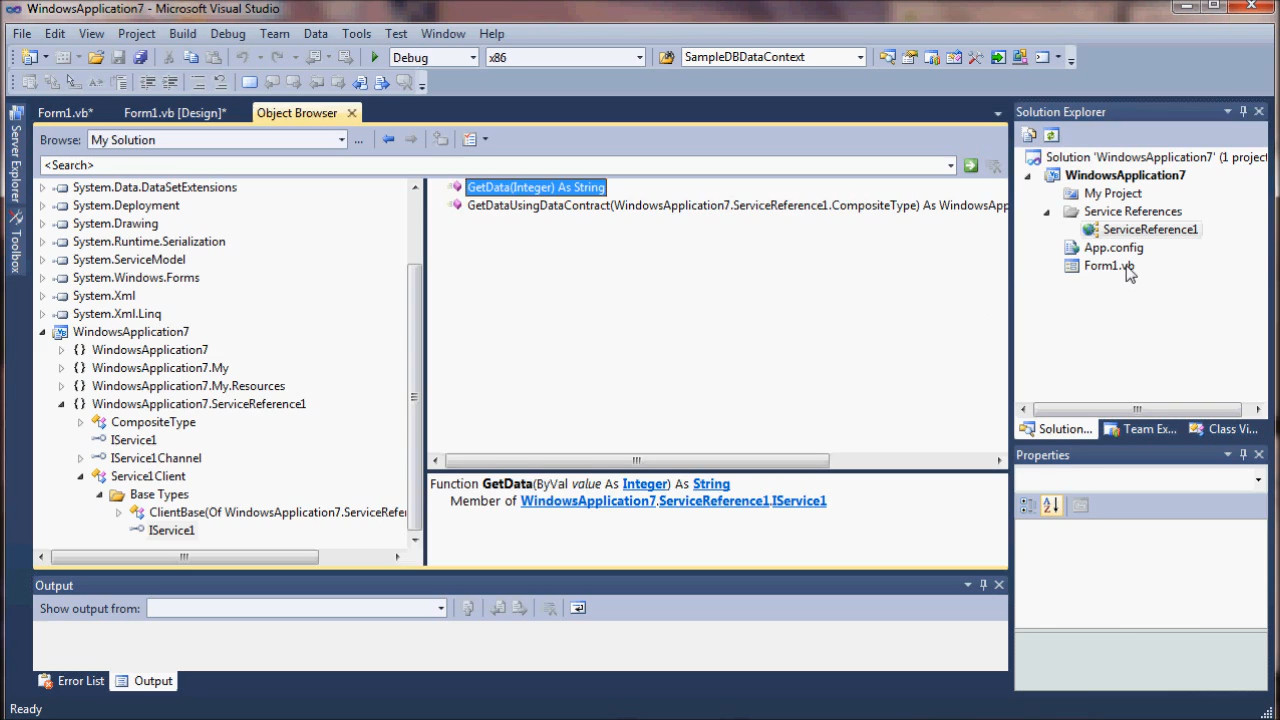 WindowsApplication7 - Microsoft Visual Studio
File Edit View Project Build Debug Team Data Tools Test Window Help
Debug x86 SampleDBDataContext
Form1.vb* Form1.vb [Design]* Object Browser
Server Explorer
Toolbox
Browse: My Solution ...
<Search>
System.Data.DataSetExtensions
System.Deployment
System.Drawing
System.Runtime.Serialization
System.ServiceModel
System.Windows.Forms
System.Xml
System.Xml.Linq
WindowsApplication7
{} WindowsApplication7
{} WindowsApplication7.My
{} WindowsApplication7.My.Resources
{} WindowsApplication7.ServiceReference1
CompositeType
IService1
IService1Channel
Service1Client
Base Types
ClientBase(Of WindowsApplication7.ServiceRefe
IService1
GetData(Integer) As String
GetDataUsingDataContract(WindowsApplication7.ServiceReference1.CompositeType) As WindowsApp
Function GetData(ByVal value As Integer) As String
Member of WindowsApplication7.ServiceReference1.IService1
Output
Show output from:
Error List Output
Ready
Solution Explorer
Solution 'WindowsApplication7' (1 project
WindowsApplication7
My Project
Service References
ServiceReference1
App.config
Form1.vb
Solution... Team Ex... Class Vi...
Properties